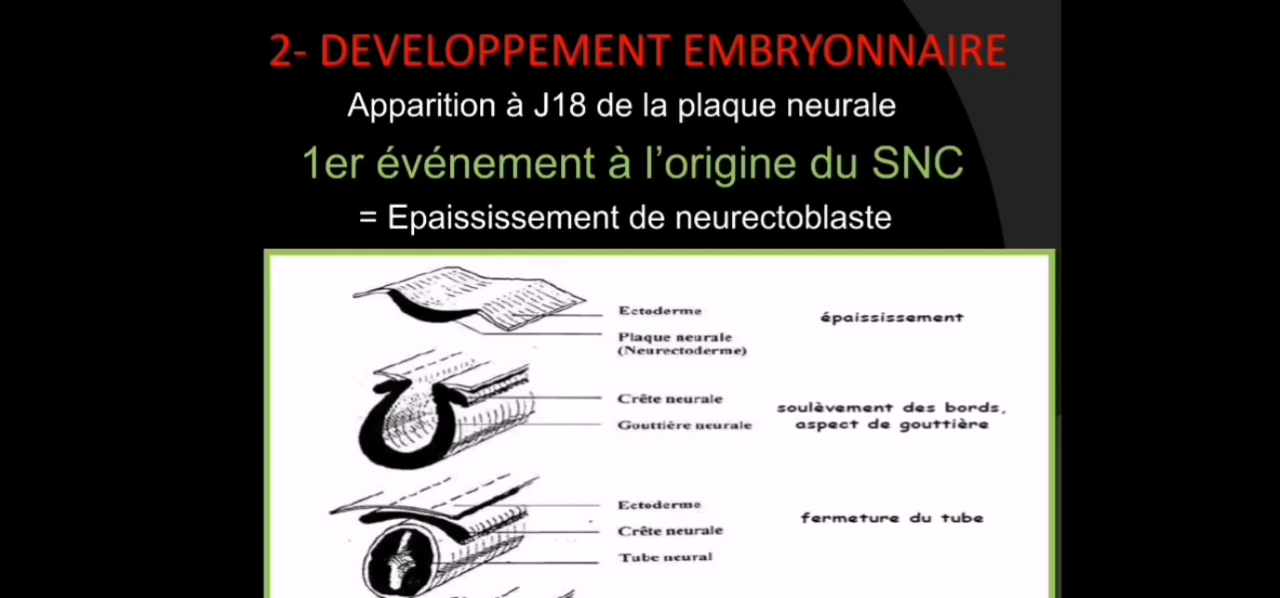 2- DEVELOPPEMENT EMBRYONNAIRE
Apparition à J18 de la plaque neurale
1er événement à l'origine du SNC
= Epaississement de neurectoblaste
Ectoderme
épaississement
Plaque neurale
(Neurectoderme)
Crête neurale
soulèvement des bords,
Gouttière neurale
aspect de gouttière
Ectoderme
fermeture du tube
Crête neurale
Tube neural